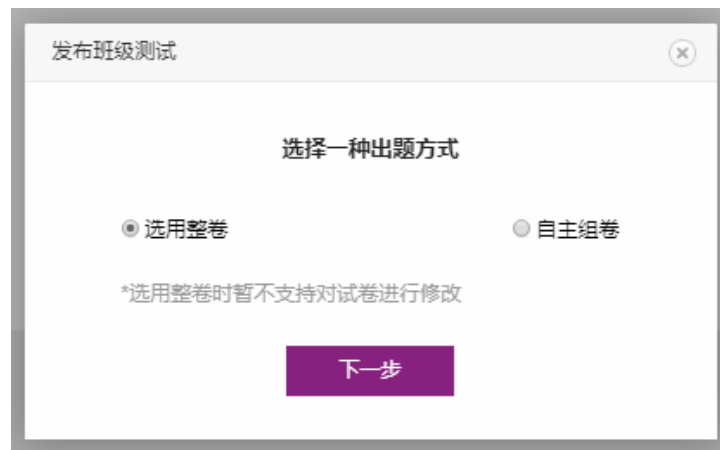 发布班级测试
选择一种出题方式
选用整卷
自主组卷
*选用整卷时暂不支持对试卷进行修改
下一步